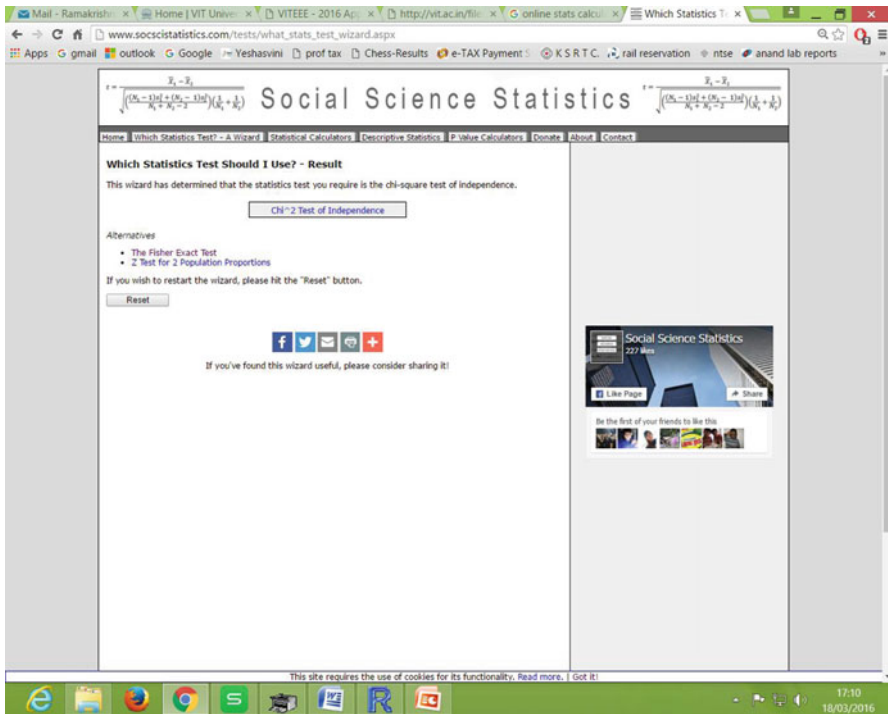 Mail - Ramakrishn
Home | VIT Univer
VITEEE - 2016 Ap
http://vit.ac.in/file
online stats calcul
Which Statistics Te
www.socscistatistics.com/tests/what_stats_test_wizard.aspx
Apps gmail outlook Google Yeshasvini prof tax Chess-Results e-TAX Payment S K S R T C. rail reservation ntse anand lab reports
Social Science Statistics
Home Which Statistics Test? - A Wizard Statistical Calculators Descriptive Statistics P Value Calculators Donate About Contact
Which Statistics Test Should I Use? - Result
This wizard has determined that the statistics test you require is the chi-square test of independence.
Chi^2 Test of Independence
Alternatives
The Fisher Exact Test
Z Test for 2 Population Proportions
If you wish to restart the wizard, please hit the "Reset" button.
Reset
If you've found this wizard useful, please consider sharing it!
Social Science Statistics
227 likes
Like Page
Share
Be the first of your friends to like this
This site requires the use of cookies for its functionality. Read more. | Got it!
17:10
18/03/2016